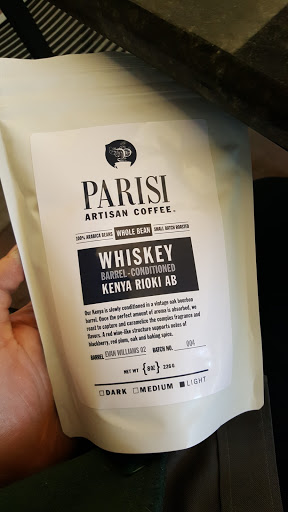 PARISI
ARTISAN COFFEE™
100% ARABICA BEANS WHOLE BEAN SMALL BATCH ROASTED
WHISKEY
BARREL-CONDITIONED
KENYA RIOKI AB
Our Kenya is slowly conditioned in a vintage oak bourbon
barrel. Once the perfect amount of aroma is absorbed, we
roast to capture and caramelize the complex fragrance and
flavors. A red wine-like structure supports notes of
blackberry, red plum, oak and baking spice.
BARREL EVAN WILLIAMS 02 BATCH NO. 004
NET WT {8oz} 226g
DARK MEDIUM LIGHT